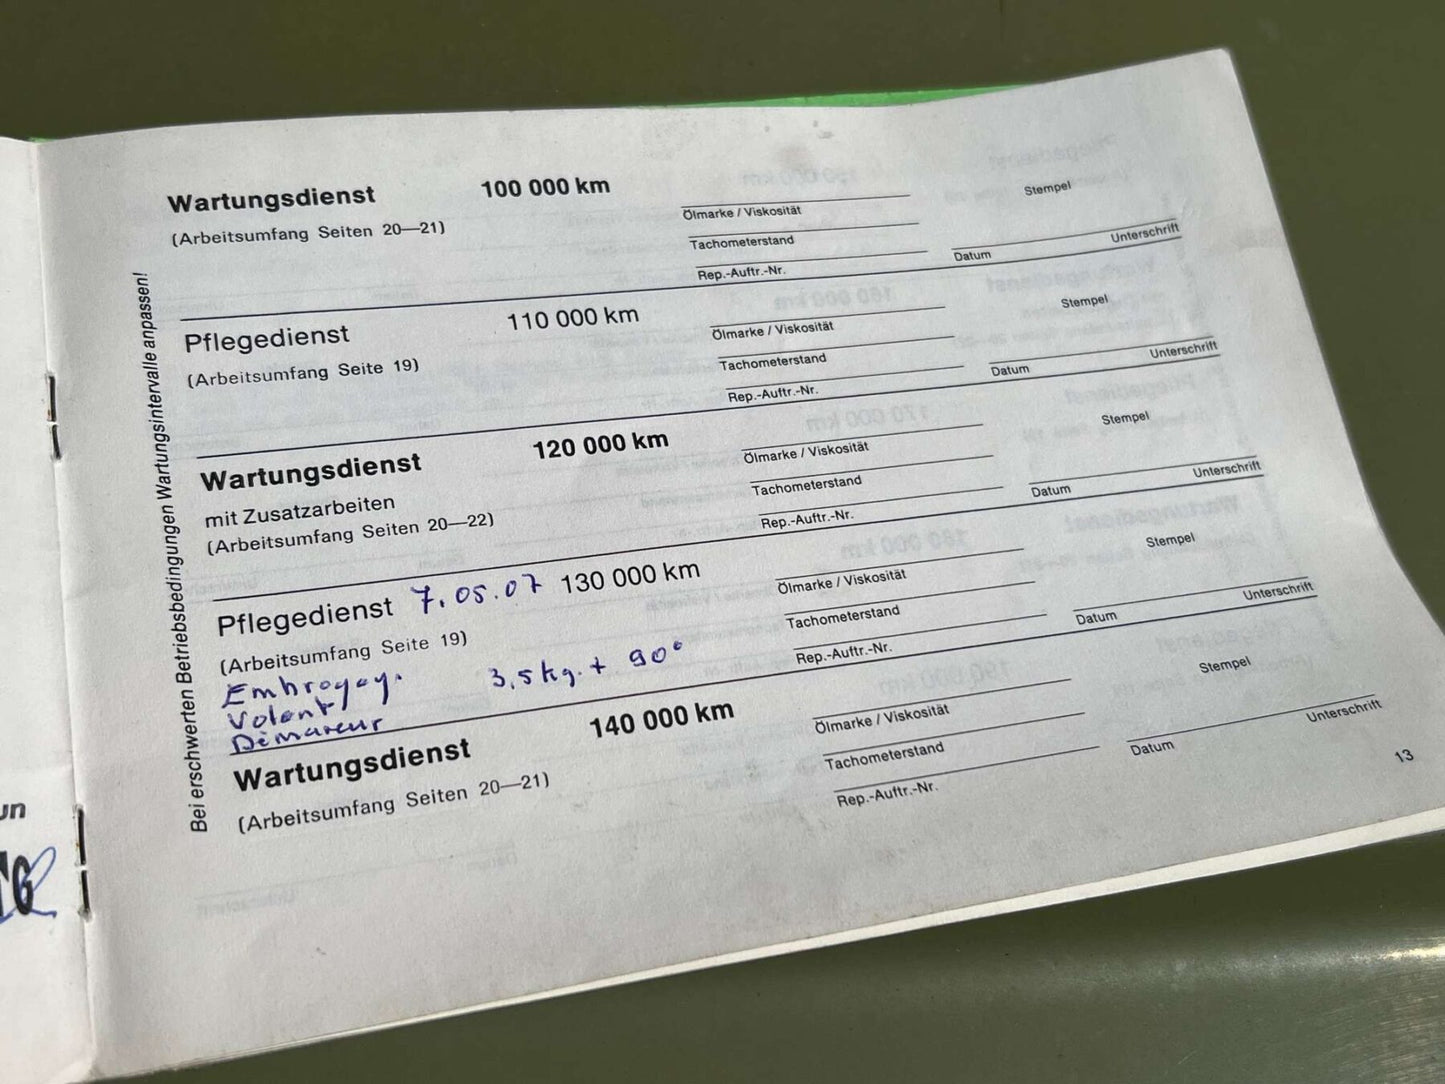 Bei erschwerten Betriebsbedingungen Wartungsintervalle anpassen!
Wartungsdienst 100 000 km
(Arbeitsumfang Seiten 20—21)
Ölmarke / Viskosität
Tachometerstand
Rep.-Auftr.-Nr.
Stempel
Datum Unterschrift
Pflegedienst 110 000 km
(Arbeitsumfang Seite 19)
Ölmarke / Viskosität
Tachometerstand
Rep.-Auftr.-Nr.
Stempel
Datum Unterschrift
Wartungsdienst 120 000 km
mit Zusatzarbeiten
(Arbeitsumfang Seiten 20—22)
Ölmarke / Viskosität
Tachometerstand
Rep.-Auftr.-Nr.
Stempel
Datum Unterschrift
Pflegedienst 7.05.07 130 000 km
(Arbeitsumfang Seite 19)
Embrayag. 3,5kg. + 90°
Volant
Démareur
Ölmarke / Viskosität
Tachometerstand
Rep.-Auftr.-Nr.
Stempel
Datum Unterschrift
Wartungsdienst 140 000 km
(Arbeitsumfang Seiten 20—21)
Ölmarke / Viskosität
Tachometerstand
Rep.-Auftr.-Nr.
Stempel
Datum Unterschrift
13